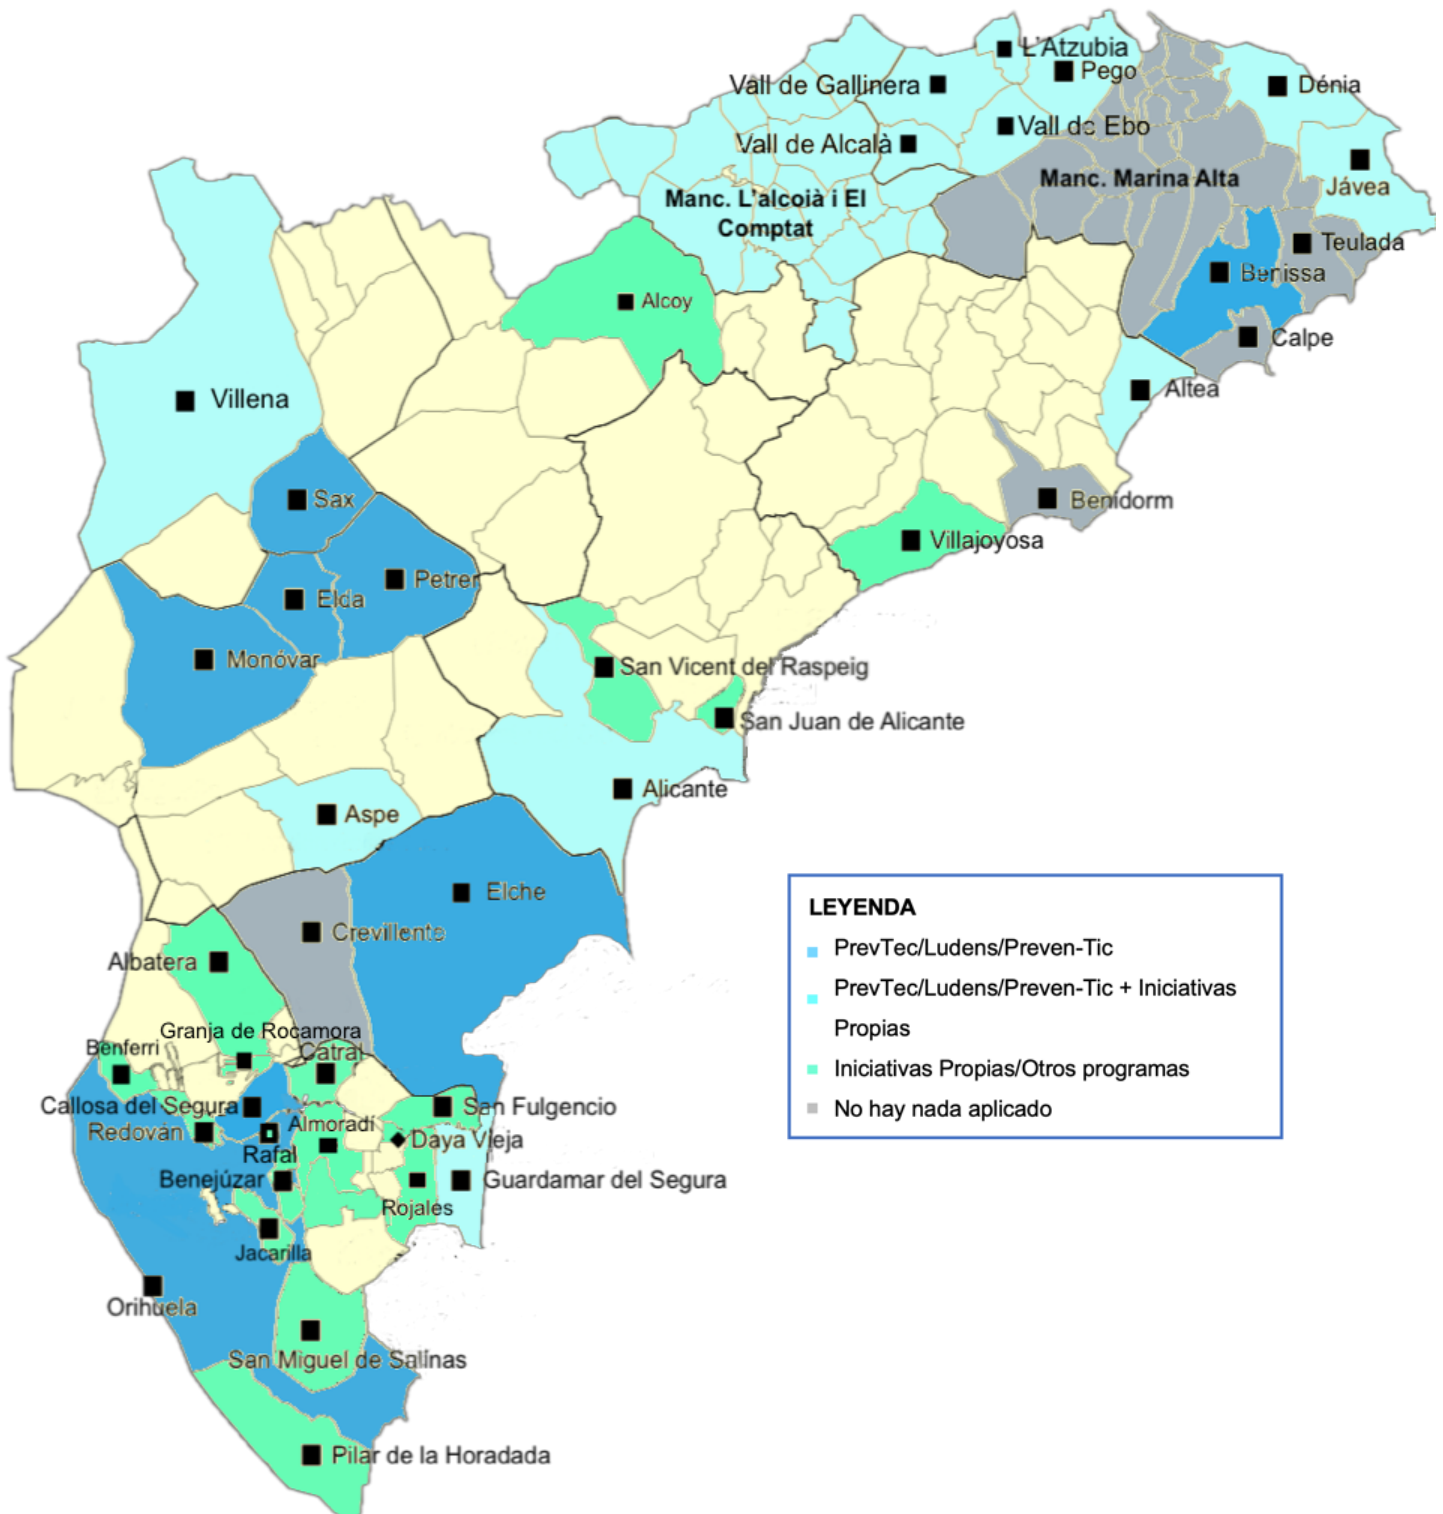 L'Atzubia
Pego
Vall de Gallinera
Dénia
Vall de Ebo
Vall de Alcalà
Manc. Marina Alta
Jávea
Manc. L'alcoià i El
Comptat
Teulada
Benissa
Alcoy
Calpe
Altea
Villena
Sax
Benidorm
Villajoyosa
Petrer
Elda
Monóvar
San Vicent del Raspeig
San Juan de Alicante
Alicante
Aspe
Elche
Crevillente
Albatera
Granja de Rocamora
Benferri
Catral
Callosa del Segura
San Fulgencio
Redován
Almoradí
Daya Vieja
Rafal
Benejúzar
Guardamar del Segura
Rojales
Jacarilla
Orihuela
San Miguel de Salinas
Pilar de la Horadada
LEYENDA
PrevTec/Ludens/Preven-Tic
PrevTec/Ludens/Preven-Tic + Iniciativas
Propias
Iniciativas Propias/Otros programas
No hay nada aplicado